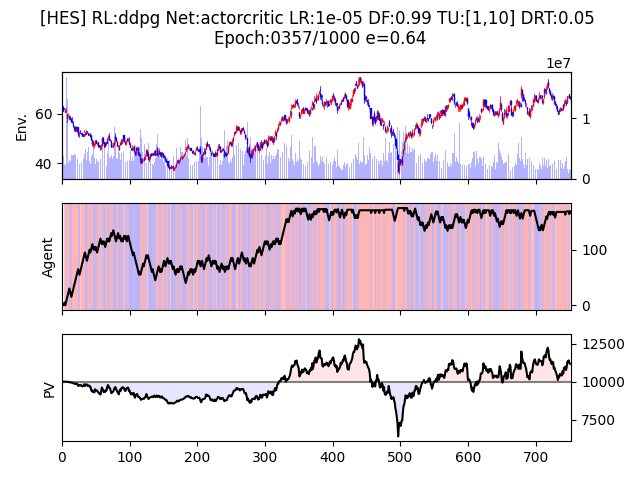 [HES] RL:ddpg Net:actorcritic LR:1e-05 DF:0.99 TU:[1,10] DRT:0.05
Epoch:0357/1000 e=0.64
1e7
Env.
60
40
1
0
Agent
100
0
PV
12500
10000
7500
0 100 200 300 400 500 600 700